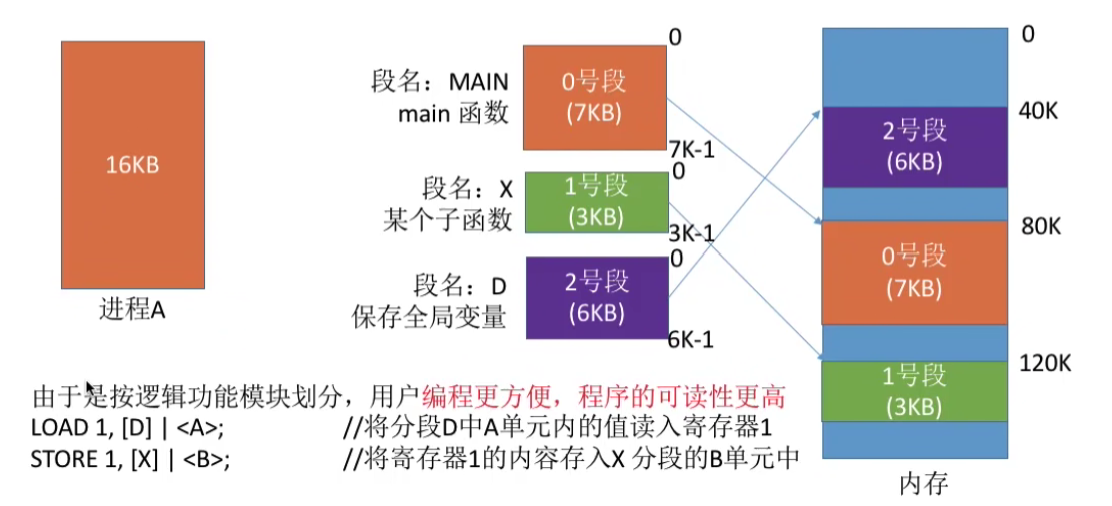 16KB
进程A
段名：MAIN
main 函数
0号段
(7KB)
0
7K-1
段名：X
某个子函数
1号段
(3KB)
0
3K-1
段名：D
保存全局变量
2号段
(6KB)
0
6K-1
0
40K
2号段
(6KB)
80K
0号段
(7KB)
120K
1号段
(3KB)
内存
由于是按逻辑功能模块划分，用户编程更方便，程序的可读性更高
LOAD 1, [D] | <A>; //将分段D中A单元内的值读入寄存器1
STORE 1, [X] | <B>; //将寄存器1的内容存入X 分段的B单元中